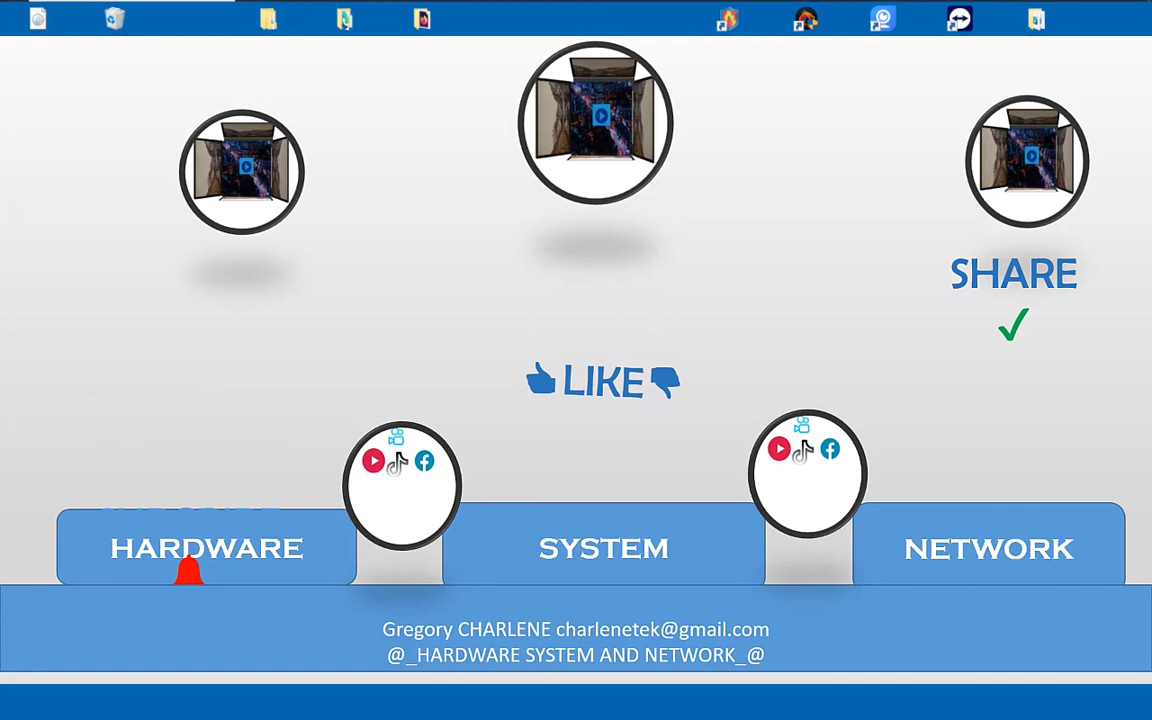 SHARE
LIKE
HARDWARE
SYSTEM
NETWORK
Gregory CHARLENE charlenetek@gmail.com
@_HARDWARE SYSTEM AND NETWORK_@